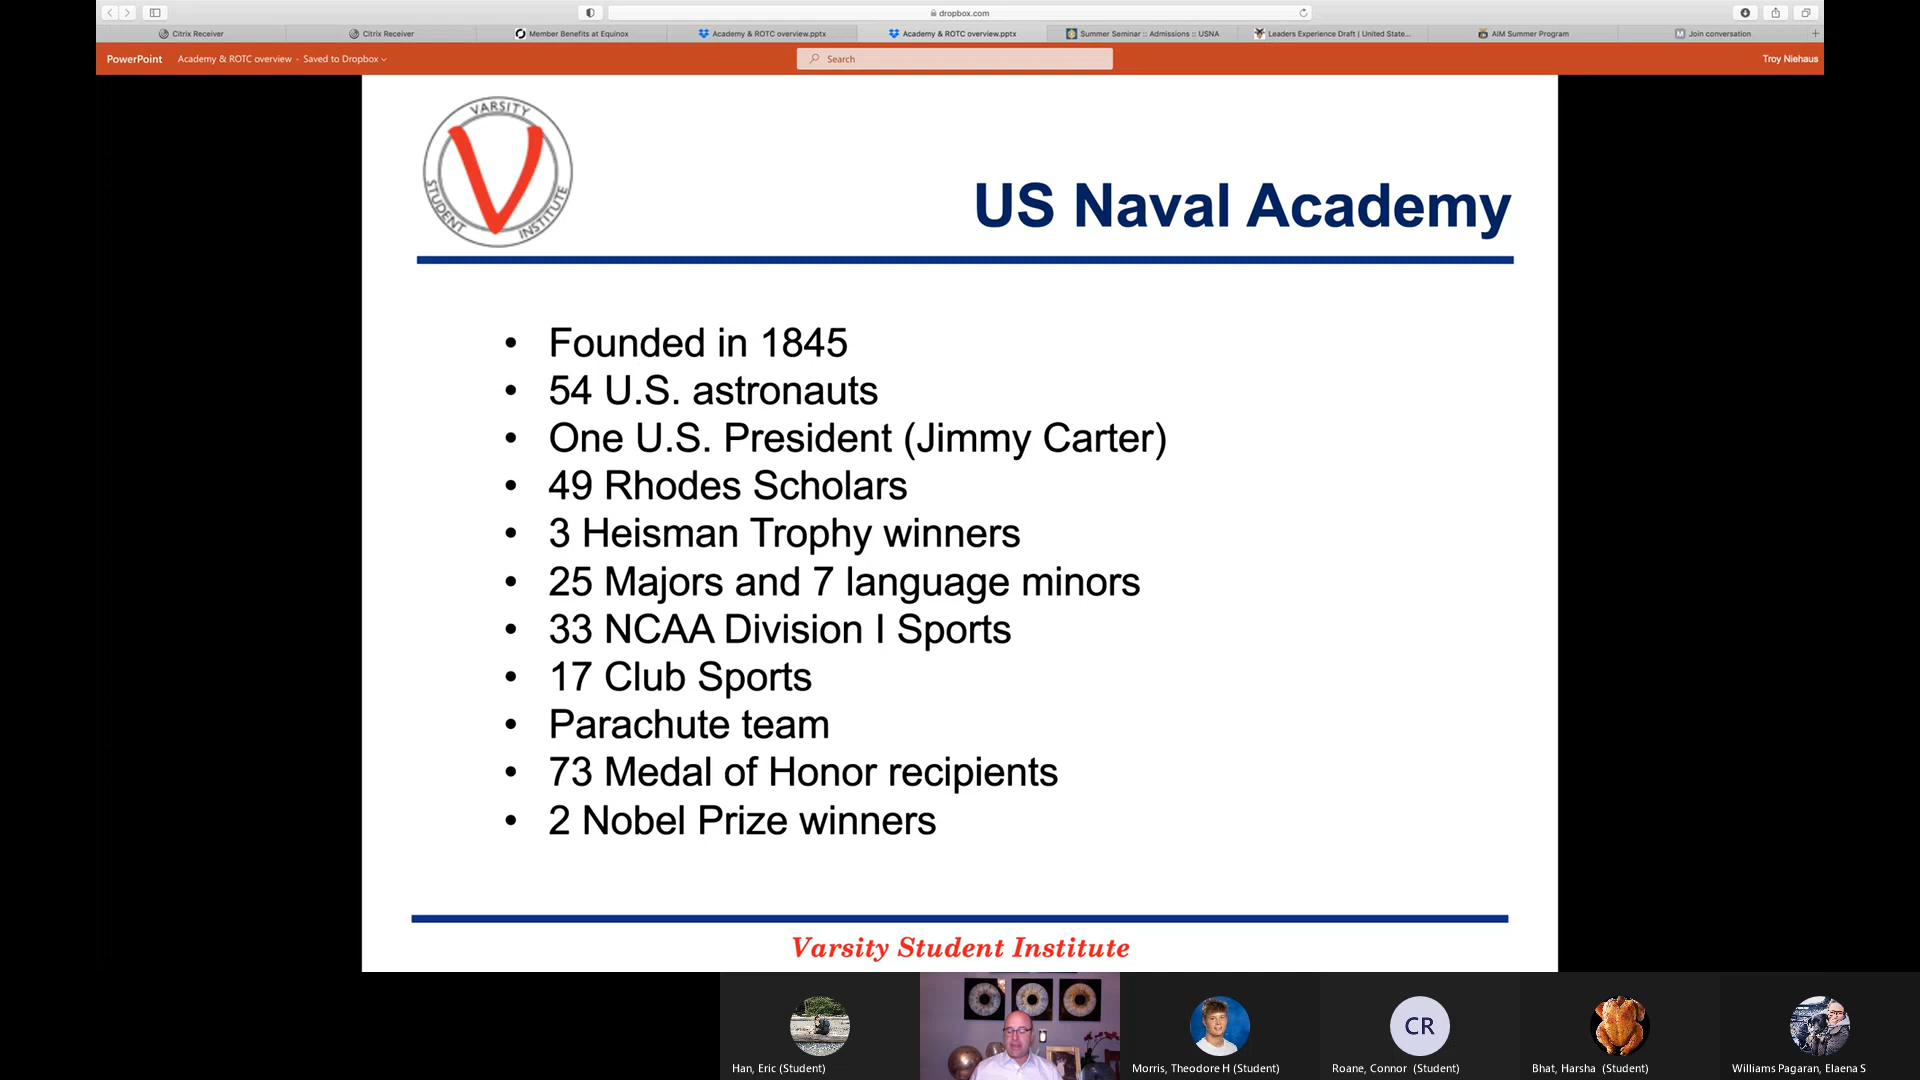 dropbox.com
Citrix Receiver
Citrix Receiver
Member Benefits at Equinox
Academy & ROTC overview.pptx
Academy & ROTC overview.pptx
Summer Seminar :: Admissions :: USNA
Leaders Experience Draft | United State...
AIM Summer Program
M Join conversation
PowerPoint
Academy & ROTC overview - Saved to Dropbox
Search
Troy Niehaus
VARSITY
STUDENT INSTITUTE
V
US Naval Academy
• Founded in 1845
• 54 U.S. astronauts
• One U.S. President (Jimmy Carter)
• 49 Rhodes Scholars
• 3 Heisman Trophy winners
• 25 Majors and 7 language minors
• 33 NCAA Division I Sports
• 17 Club Sports
• Parachute team
• 73 Medal of Honor recipients
• 2 Nobel Prize winners
Varsity Student Institute
CR
Han, Eric (Student)
Morris, Theodore H (Student)
Roane, Connor (Student)
Bhat, Harsha (Student)
Williams Pagaran, Elaena S